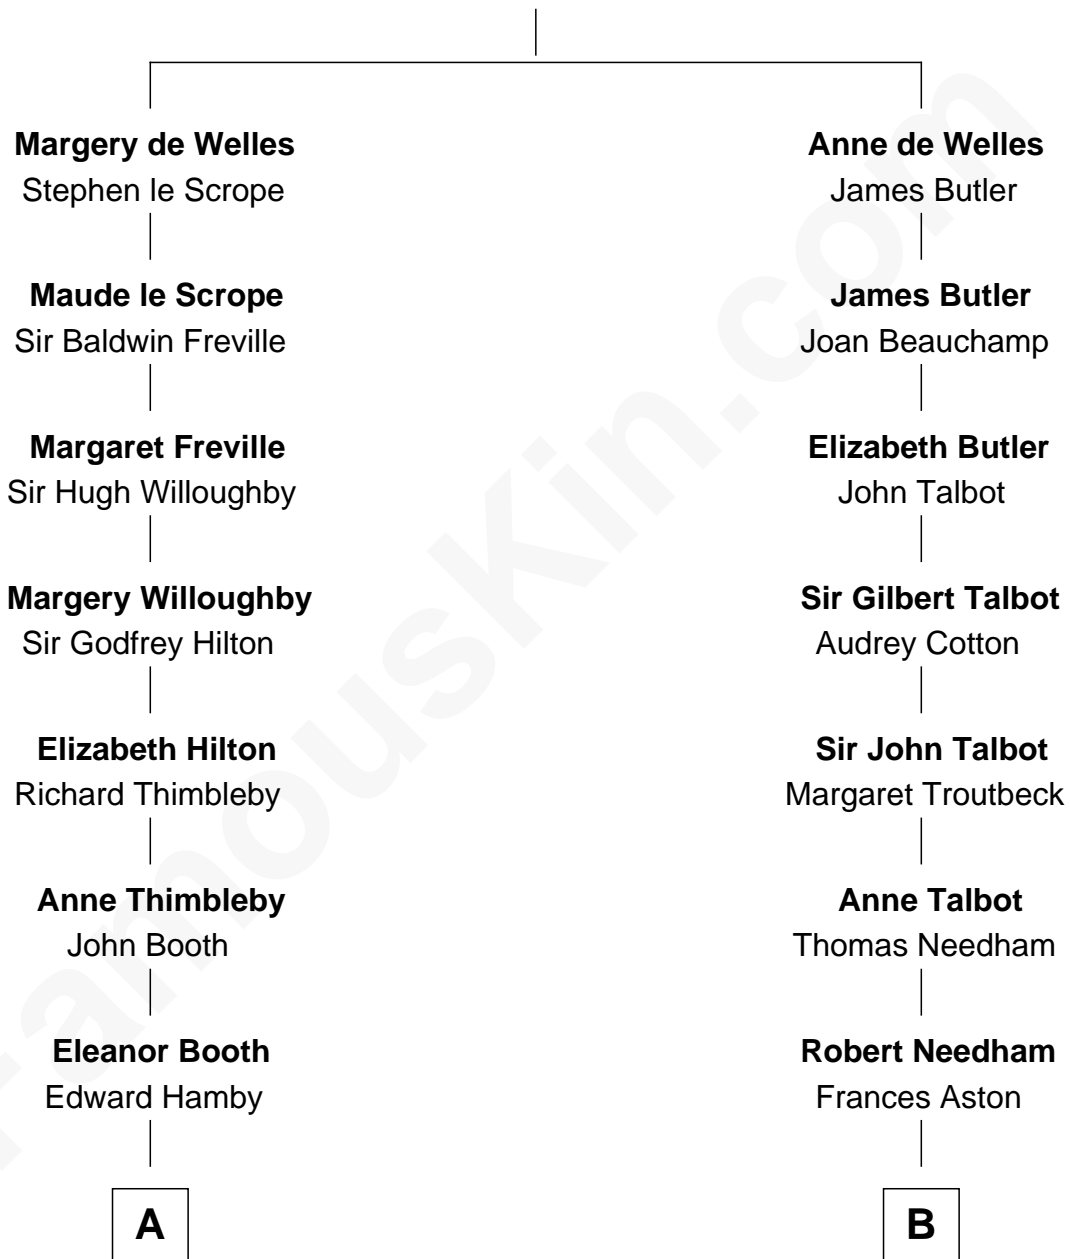 Margery de Welles
Stephen le Scrope
Maude le Scrope
Sir Baldwin Freville
Margaret Freville
Sir Hugh Willoughby
Margery Willoughby
Sir Godfrey Hilton
Elizabeth Hilton
Richard Thimbleby
Anne Thimbleby
John Booth
Eleanor Booth
Edward Hamby
A
Anne de Welles
James Butler
James Butler
Joan Beauchamp
Elizabeth Butler
John Talbot
Sir Gilbert Talbot
Audrey Cotton
Sir John Talbot
Margaret Troutbeck
Anne Talbot
Thomas Needham
Robert Needham
Frances Aston
B
FamousKin.com